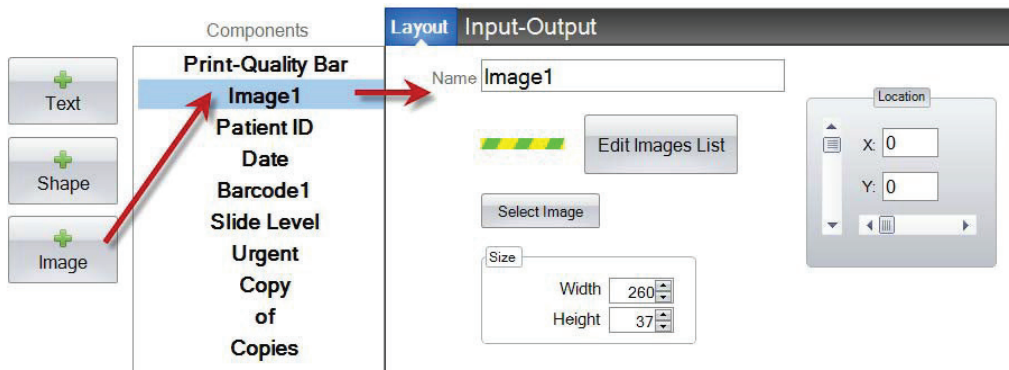 Components
Layout Input-Output
Text
Shape
Image
Print-Quality Bar
Image1
Patient ID
Date
Barcode1
Slide Level
Urgent
Copy
of
Copies
Name Image1
Edit Images List
Select Image
Size
Width 260
Height 37
Location
X: 0
Y: 0